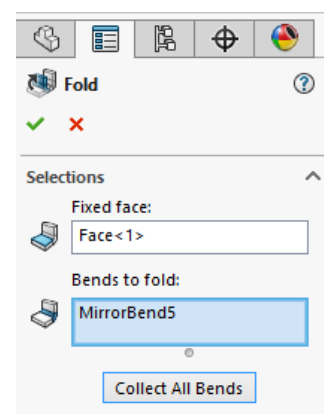 Fold
?
Selections
Fixed face:
Face<1>
Bends to fold:
MirrorBend5
Collect All Bends